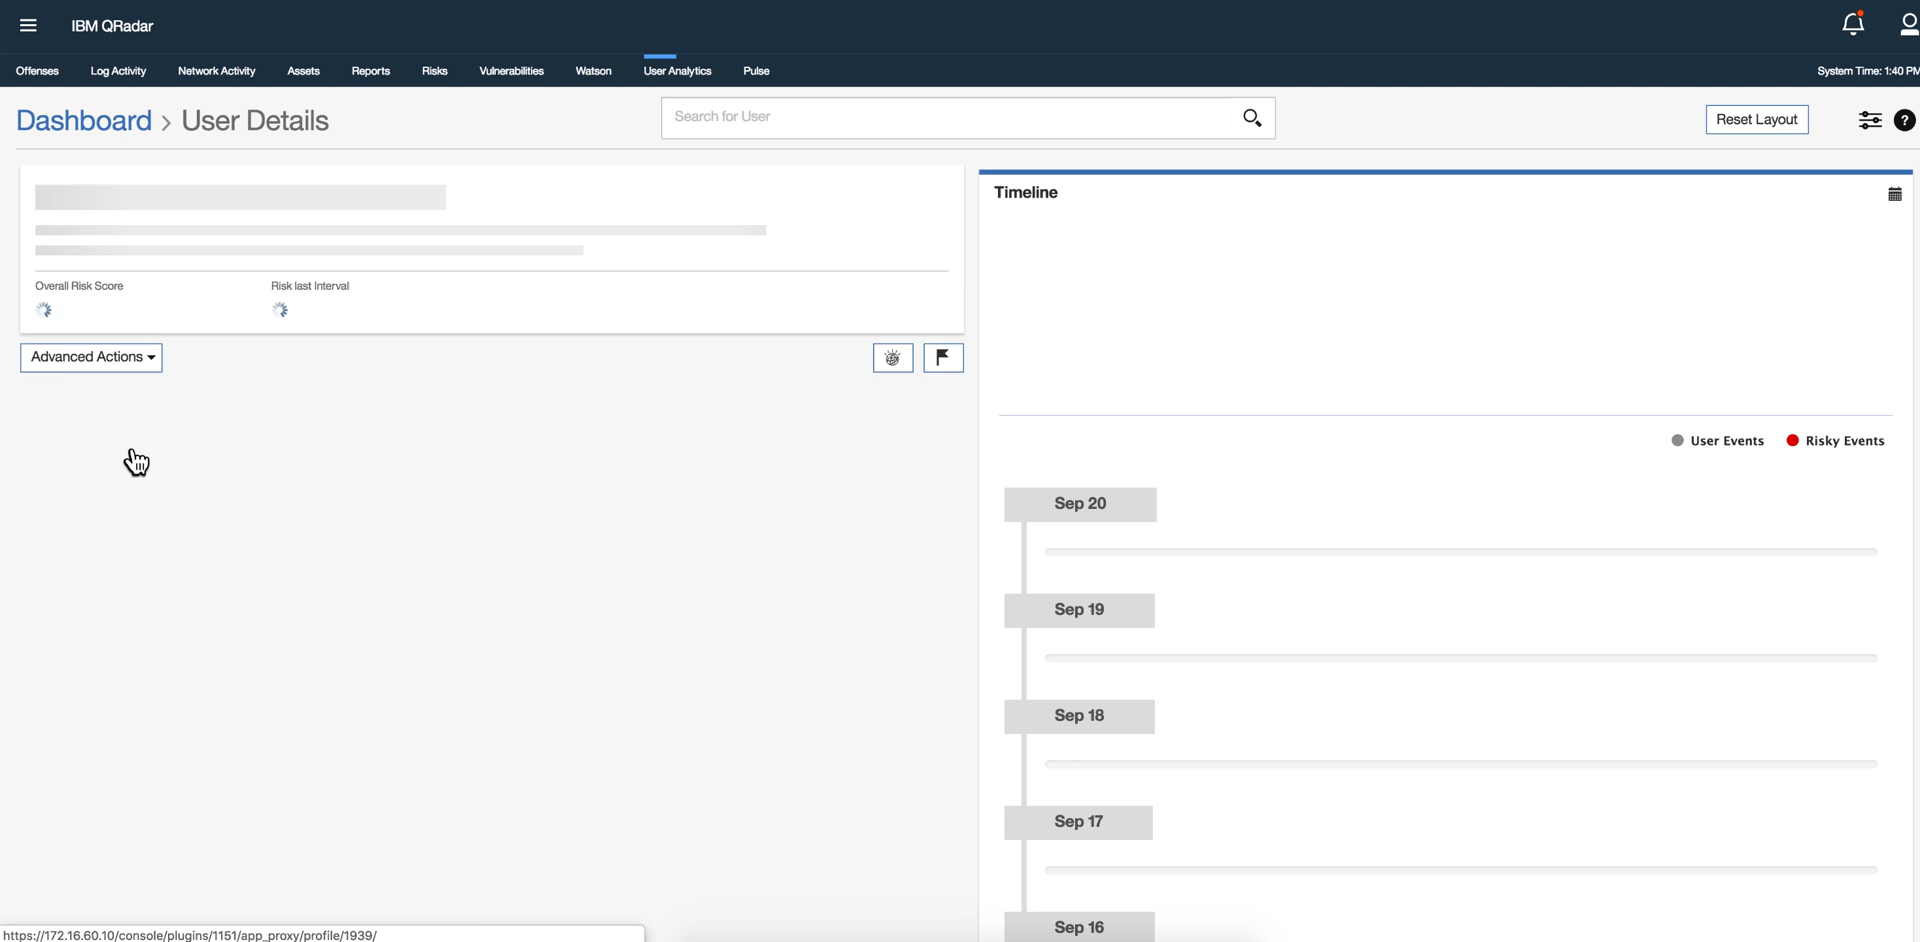 IBM QRadar
Offenses Log Activity Network Activity Assets Reports Risks Vulnerabilities Watson User Analytics Pulse System Time: 1:40 PM
Dashboard > User Details
Search for User
Reset Layout
?
Timeline
Overall Risk Score Risk last Interval
Advanced Actions
User Events Risky Events
Sep 20
Sep 19
Sep 18
Sep 17
Sep 16
https://172.16.60.10/console/plugins/1151/app_proxy/profile/1939/